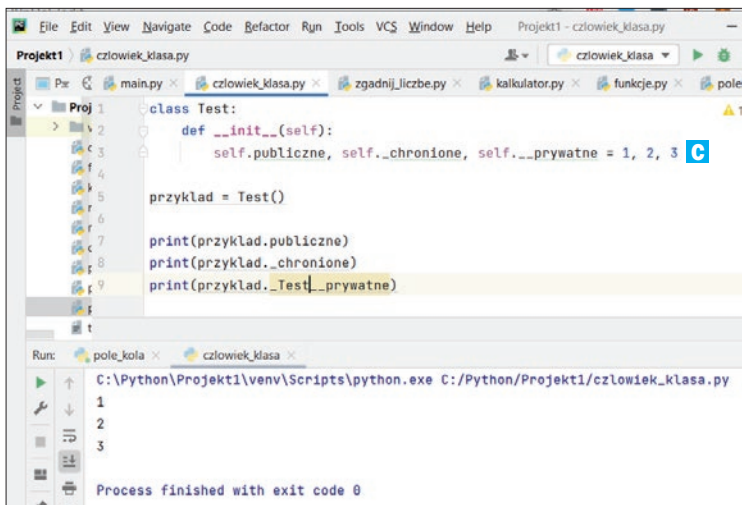 File Edit View Navigate Code Refactor Run Tools VCS Window Help Projekt1 - czlowiek_klasa.py
Projekt1 czlowiek_klasa.py czlowiek_klasa
Project
main.py czlowiek_klasa.py zgadnij_liczbe.py kalkulator.py funkcje.py pole
Proj
1 class Test:
2 def __init__(self):
3 self.publiczne, self._chronione, self.__prywatne = 1, 2, 3 C
4
5 przyklad = Test()
6
7 print(przyklad.publiczne)
8 print(przyklad._chronione)
9 print(przyklad._Test__prywatne)
Run: pole_kola czlowiek_klasa
C:\Python\Projekt1\venv\Scripts\python.exe C:/Python/Projekt1/czlowiek_klasa.py
1
2
3
Process finished with exit code 0